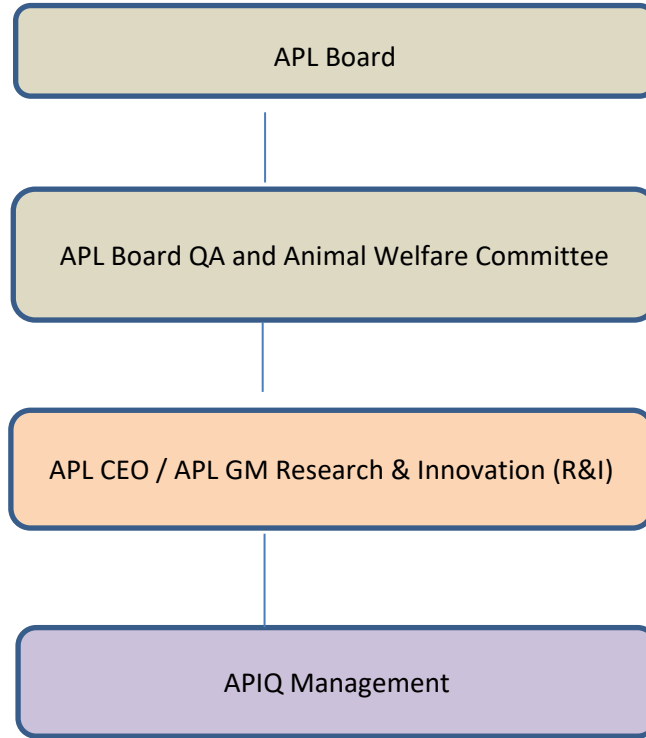 APL Board
APL Board QA and Animal Welfare Committee
APL CEO / APL GM Research & Innovation (R&I)
APIQ Management